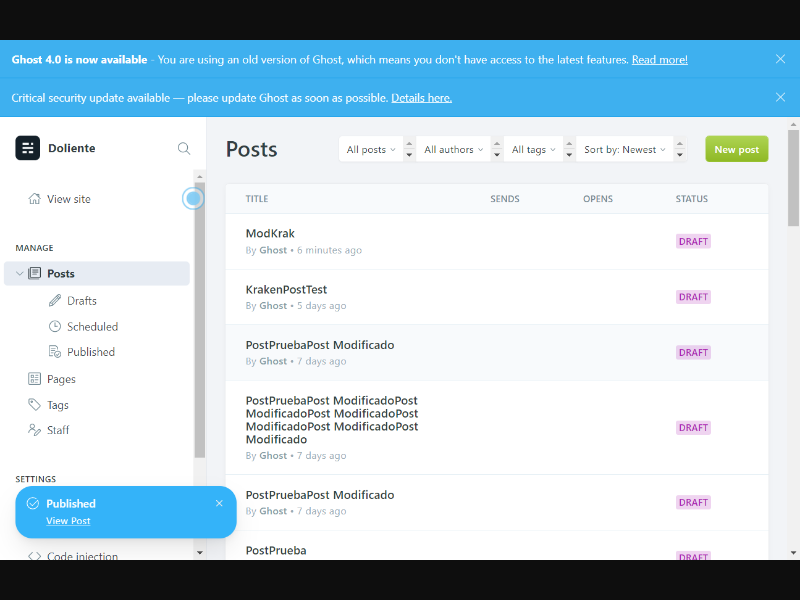 Ghost 4.0 is now available - You are using an old version of Ghost, which means you don't have access to the latest features. Read more!
Critical security update available — please update Ghost as soon as possible. Details here.
Doliente
View site
MANAGE
Posts
Drafts
Scheduled
Published
Pages
Tags
Staff
SETTINGS
Published
View Post
Code injection
Posts
All posts
All authors
All tags
Sort by: Newest
New post
TITLE SENDS OPENS STATUS
ModKrak
By Ghost • 6 minutes ago
DRAFT
KrakenPostTest
By Ghost • 5 days ago
DRAFT
PostPruebaPost Modificado
By Ghost • 7 days ago
DRAFT
PostPruebaPost ModificadoPost
ModificadoPost ModificadoPost
ModificadoPost ModificadoPost
Modificado
By Ghost • 7 days ago
DRAFT
PostPruebaPost Modificado
By Ghost • 7 days ago
DRAFT
PostPrueba
DRAFT